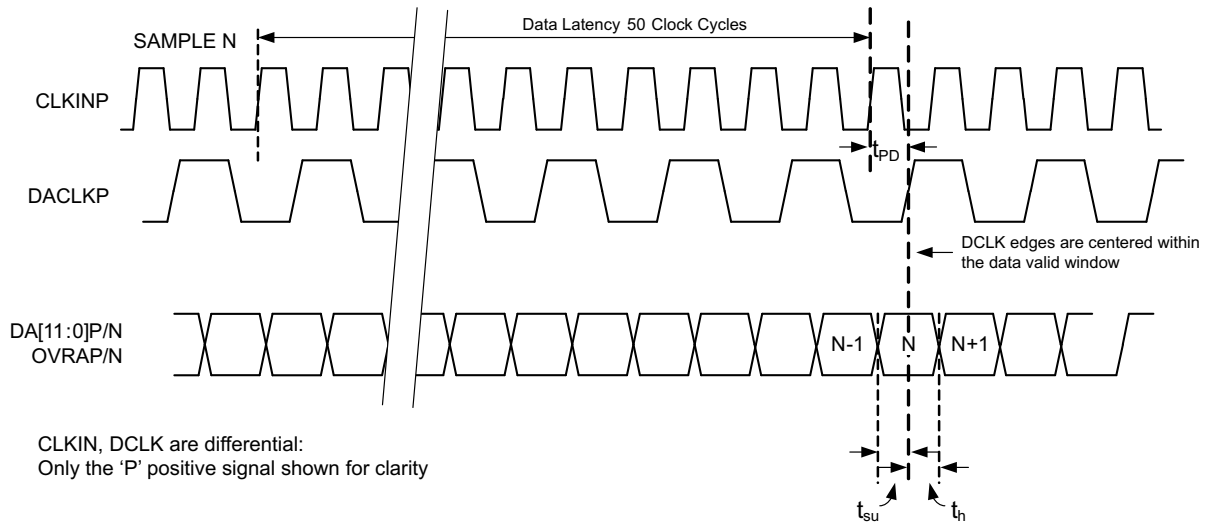 Data Latency 50 Clock Cycles
SAMPLE N
CLKINP
tPD
DACLKP
DCLK edges are centered within
the data valid window
DA[11:0]P/N
OVRAP/N
N-1
N
N+1
CLKIN, DCLK are differential:
Only the ‘P’ positive signal shown for clarity
tsu
th